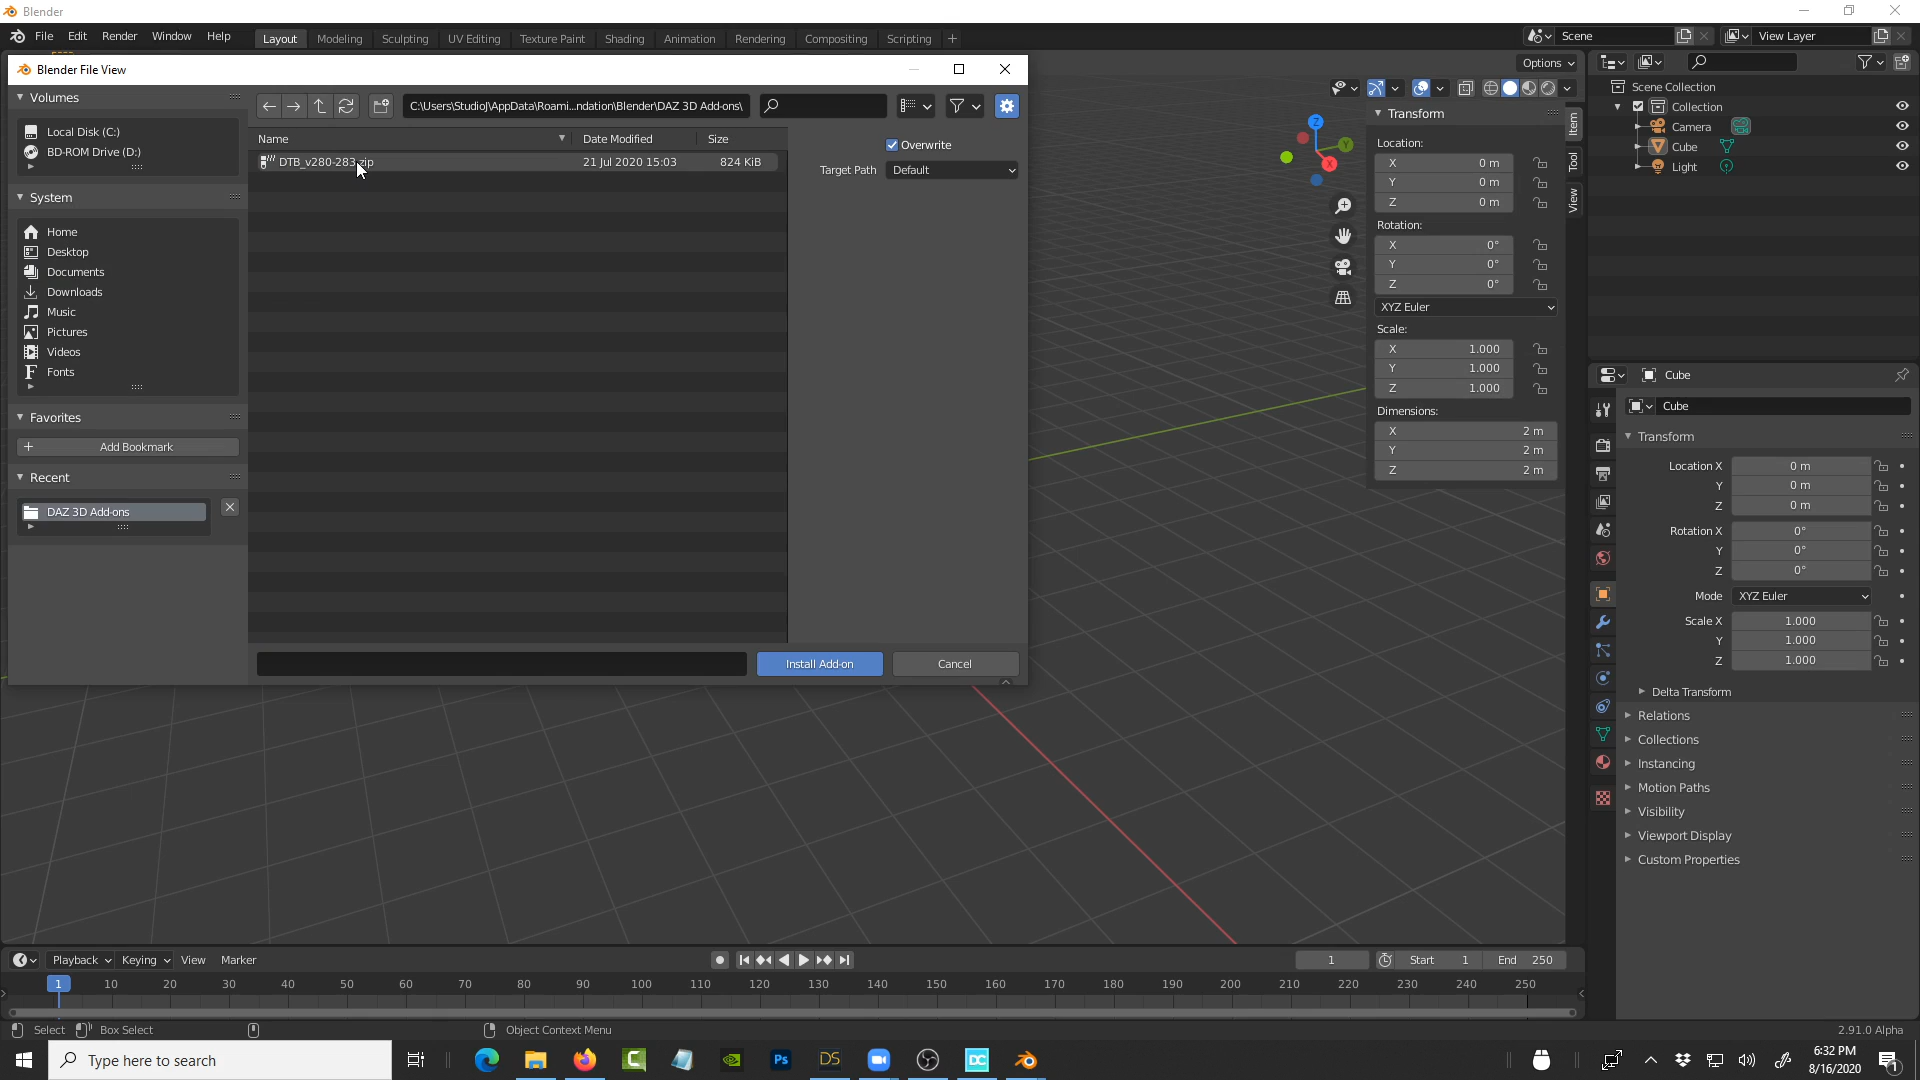 Blender
File Edit Render Window Help Layout Modeling Sculpting UV Editing Texture Paint Shading Animation Rendering Compositing Scripting + Scene View Layer
Blender File View
Options
Volumes
Local Disk (C:)
BD-ROM Drive (D:)
System
Home
Desktop
Documents
Downloads
Music
Pictures
Videos
Fonts
Favorites
Add Bookmark
Recent
DAZ 3D Add-ons
C:\Users\StudioJ\AppData\Roami...ndation\Blender\DAZ 3D Add-ons\
Name Date Modified Size
DTB_v280-283.zip 21 Jul 2020 15:03 824 KiB
Overwrite
Target Path Default
Install Add-on Cancel
Z
Y
X
Transform
Location:
X 0 m
Y 0 m
Z 0 m
Rotation:
X 0°
Y 0°
Z 0°
XYZ Euler
Scale:
X 1.000
Y 1.000
Z 1.000
Dimensions:
X 2 m
Y 2 m
Z 2 m
Item
Tool
View
Scene Collection
Collection
Camera
Cube
Light
Cube
Cube
Transform
Location X 0 m
Y 0 m
Z 0 m
Rotation X 0°
Y 0°
Z 0°
Mode XYZ Euler
Scale X 1.000
Y 1.000
Z 1.000
Delta Transform
Relations
Collections
Instancing
Motion Paths
Visibility
Viewport Display
Custom Properties
Playback Keying View Marker 1 Start 1 End 250
1 10 20 30 40 50 60 70 80 90 100 110 120 130 140 150 160 170 180 190 200 210 220 230 240 250
Select Box Select Object Context Menu 2.91.0 Alpha
Type here to search Ps DS DC 6:32 PM
8/16/2020 1